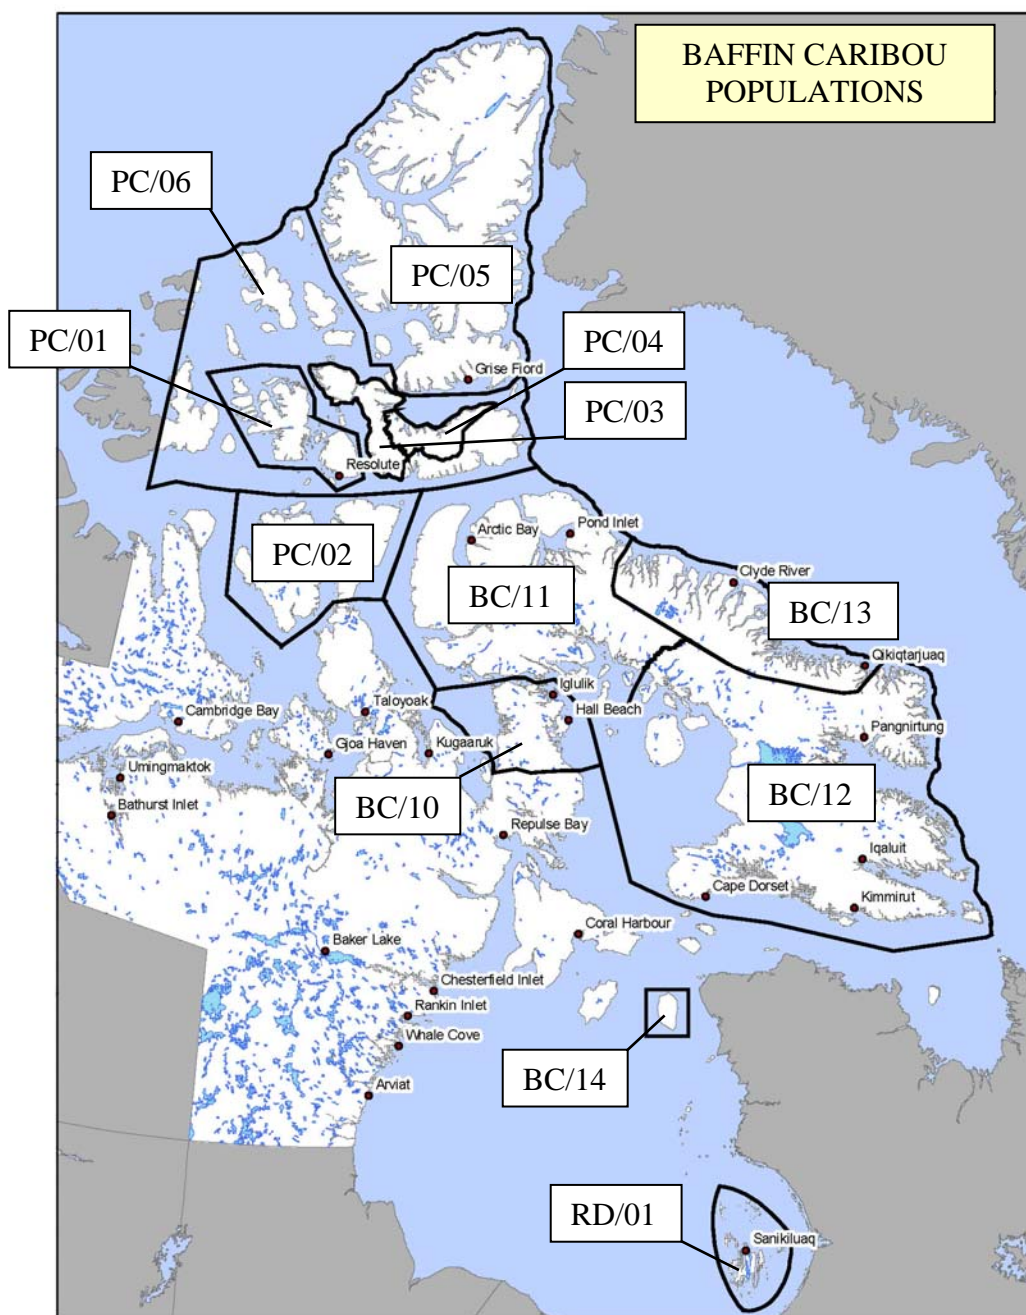 BAFFIN CARIBOU
POPULATIONS
PC/06
PC/05
PC/01
PC/04
Grise Fiord
PC/03
Resolute
Arctic Bay
Pond Inlet
PC/02
Clyde River
BC/11
BC/13
Qikiqtarjuaq
Iglulik
Taloyoak
Hall Beach
Cambridge Bay
Pangnirtung
Gjoa Haven
Kugaaruk
Umingmaktok
BC/12
BC/10
Bathurst Inlet
Repulse Bay
Iqaluit
Cape Dorset
Kimmirut
Coral Harbour
Baker Lake
Chesterfield Inlet
Rankin Inlet
Whale Cove
BC/14
Arviat
RD/01
Sanikiluaq